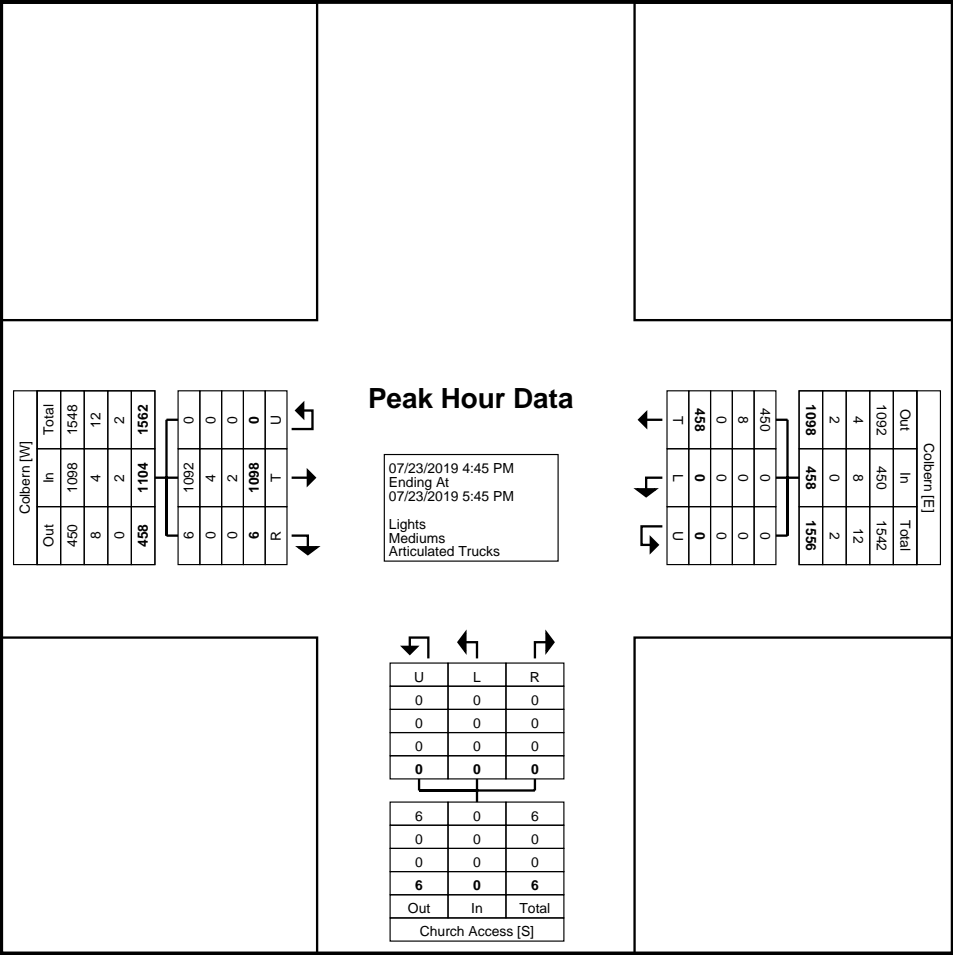 Peak Hour Data
07/23/2019 4:45 PM
Ending At
07/23/2019 5:45 PM
Lights
Mediums
Articulated Trucks
Colbern [W]
Total 1548 12 2 1562
In 1098 4 2 1104
Out 450 8 0 458
0 0 0 0 U
1092 4 2 1098 T
6 0 0 6 R
Colbern [E]
Out 1092 4 2 1098
In 450 8 0 458
Total 1542 12 2 1556
450 8 0 458 T
0 0 0 0 L
0 0 0 0 U
U L R
0 0 0
0 0 0
0 0 0
0 0 0
6 0 6
0 0 0
0 0 0
6 0 6
Out In Total
Church Access [S]